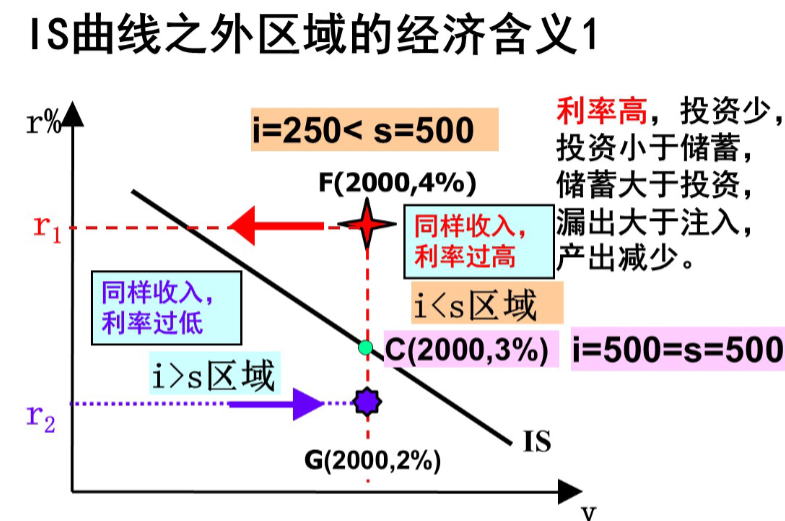 IS曲线之外区域的经济含义1
r%
i=250< s=500
利率高，投资少，
投资小于储蓄，
储蓄大于投资，
漏出大于注入，
产出减少。
F(2000,4%)
r1
同样收入，
利率过高
同样收入，
利率过低
i<s区域
C(2000,3%)
i=500=s=500
i>s区域
r2
IS
G(2000,2%)
y